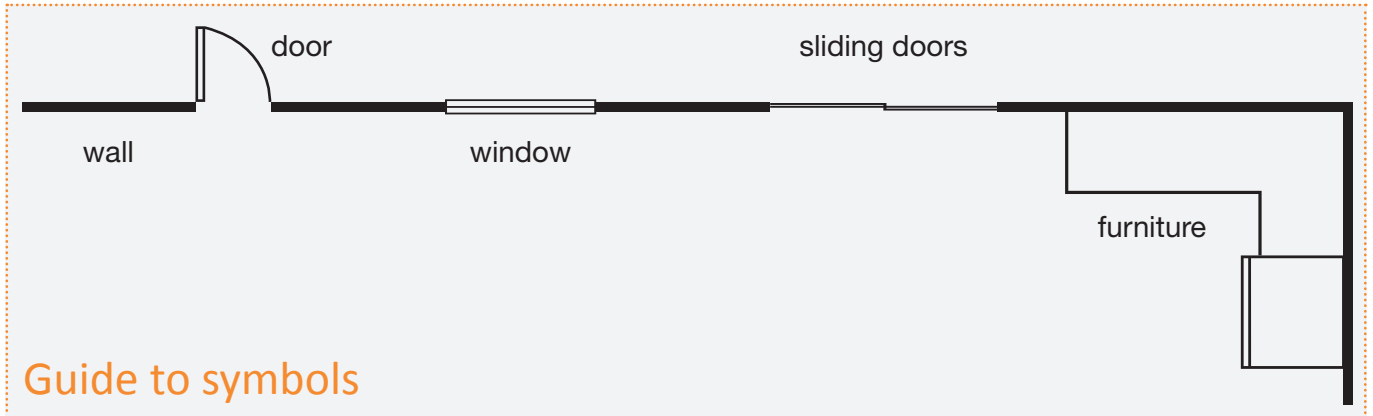 door
sliding doors
wall
window
furniture
Guide to symbols